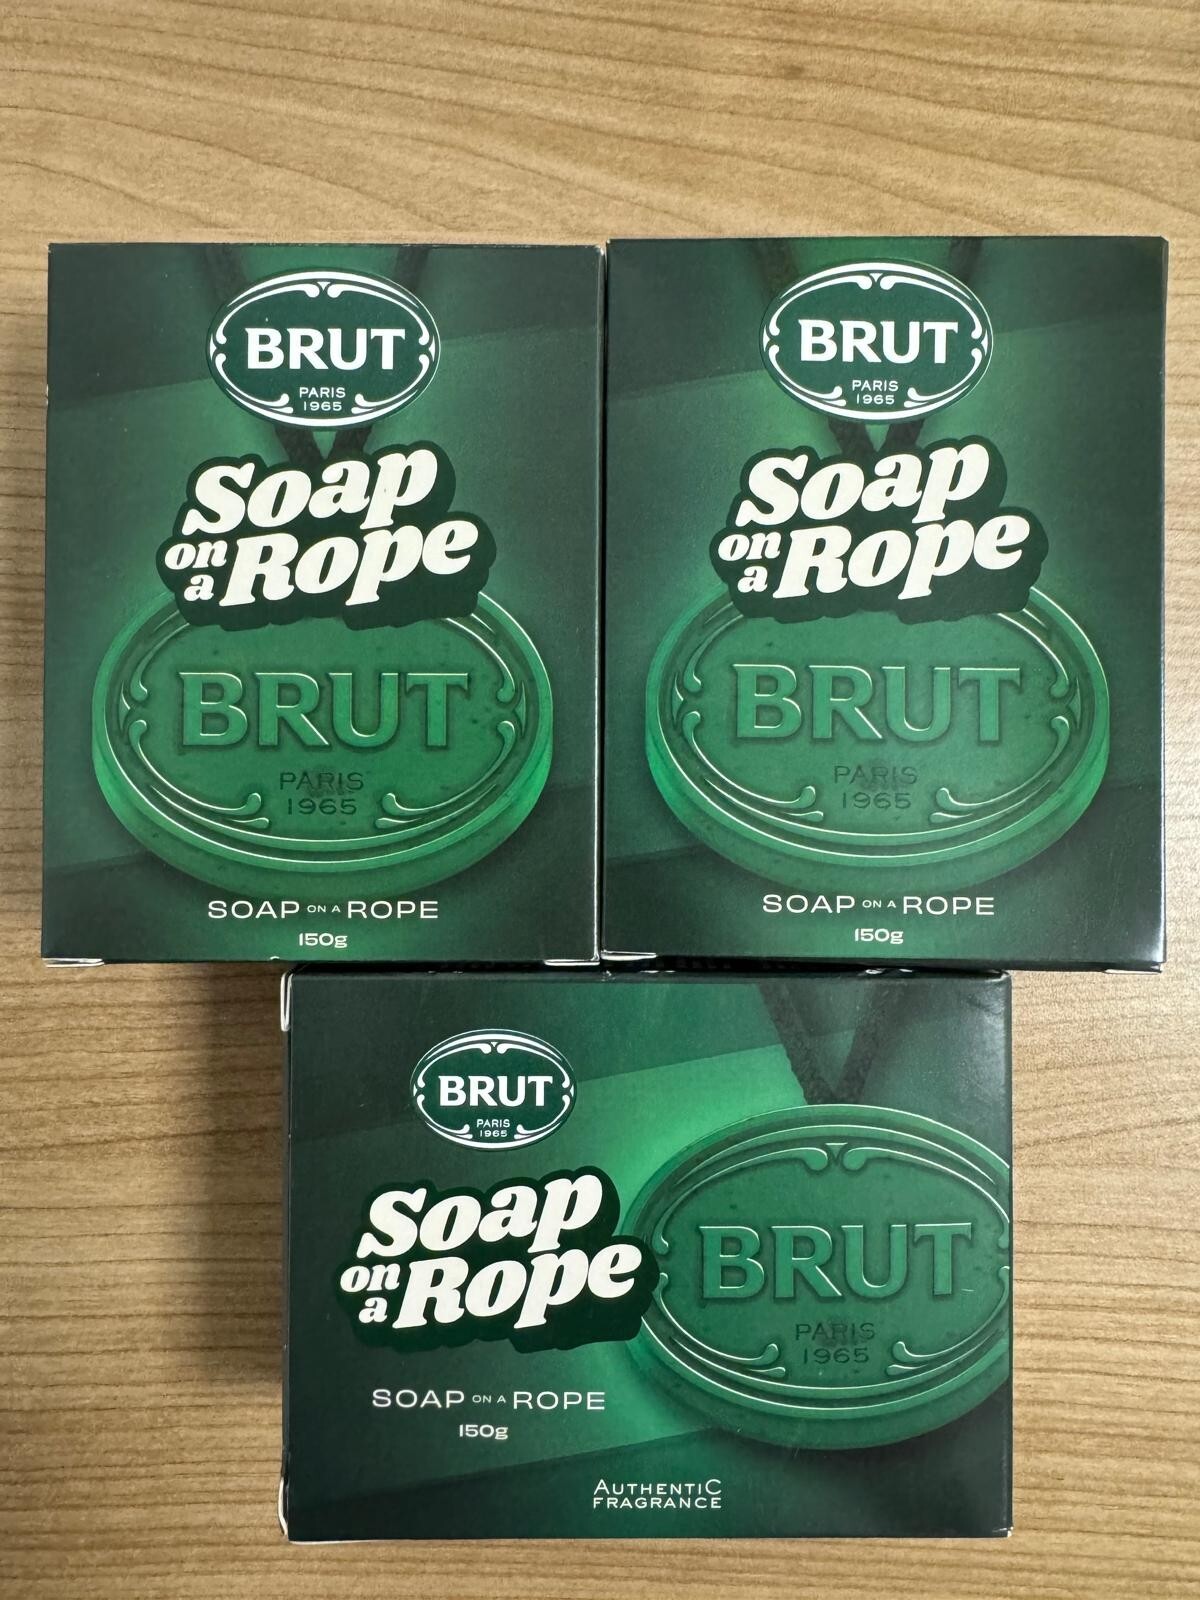 BRUT
PARIS
1965
Soap
on
a Rope
BRUT
PARIS
1965
SOAP ON A ROPE
150g
BRUT
PARIS
1965
Soap
on
a Rope
BRUT
PARIS
1965
SOAP ON A ROPE
150g
BRUT
PARIS
1965
Soap
on
a Rope
BRUT
PARIS
1965
SOAP ON A ROPE
150g
AUTHENTIC
FRAGRANCE